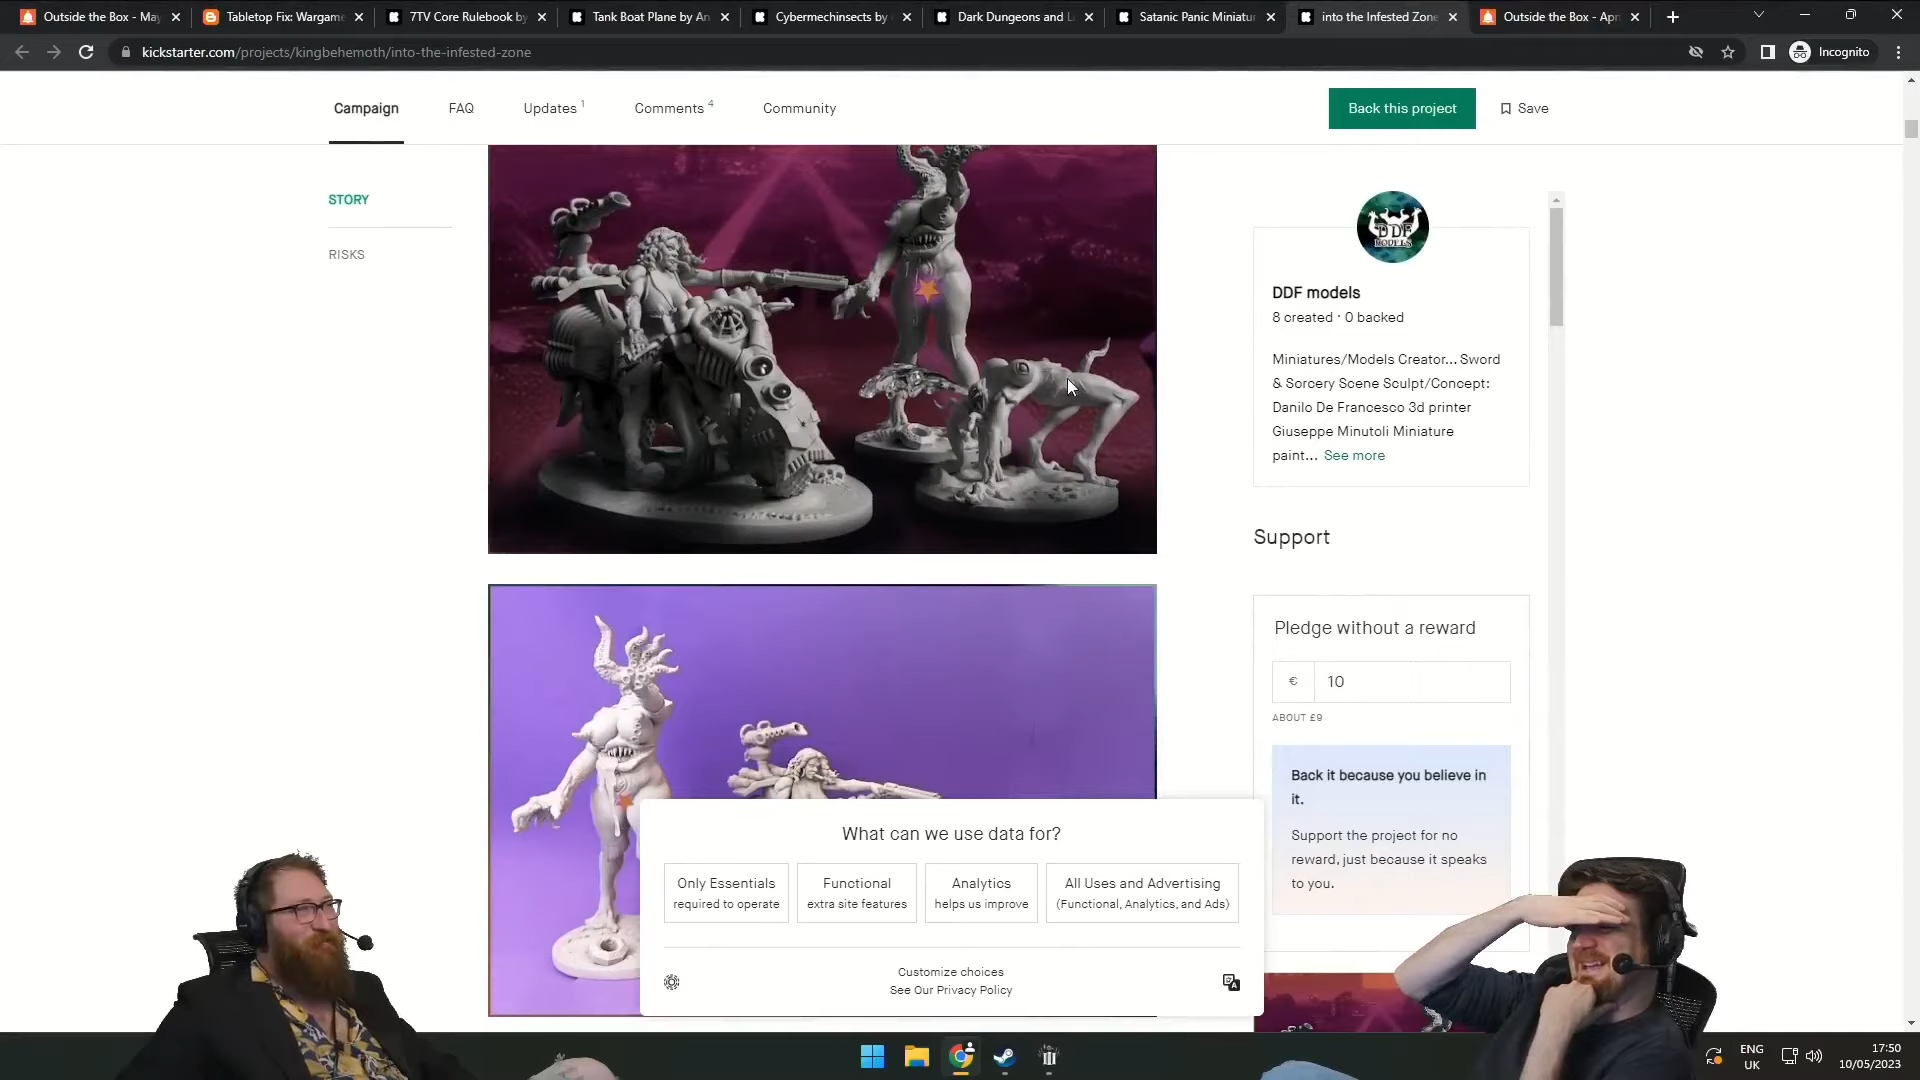 Outside the Box - May
Tabletop Fix: Wargame
7TV Core Rulebook by
Tank Boat Plane by An
Cybermechinsects by
Dark Dungeons and L
Satanic Panic Miniatur
into the Infested Zone
Outside the Box - Apr
kickstarter.com/projects/kingbehemoth/into-the-infested-zone
Incognito
Campaign
FAQ
Updates 1
Comments 4
Community
Back this project
Save
STORY
RISKS
DDF
MODELS
DDF models
8 created · 0 backed
Miniatures/Models Creator... Sword
& Sorcery Scene Sculpt/Concept:
Danilo De Francesco 3d printer
Giuseppe Minutoli Miniature
paint... See more
Support
Pledge without a reward
€ 10
ABOUT £9
Back it because you believe in
it.
Support the project for no
reward, just because it speaks
to you.
What can we use data for?
Only Essentials
required to operate
Functional
extra site features
Analytics
helps us improve
All Uses and Advertising
(Functional, Analytics, and Ads)
Customize choices
See Our Privacy Policy
ENG
UK
17:50
10/05/2023